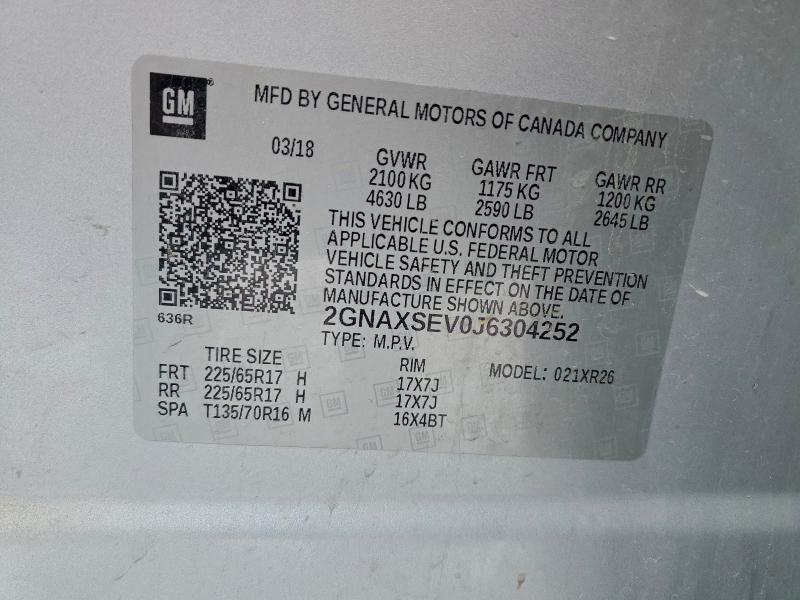 GM
MFD BY GENERAL MOTORS OF CANADA COMPANY
03/18
GVWR GAWR FRT GAWR RR
2100 KG 1175 KG 1200 KG
4630 LB 2590 LB 2645 LB
THIS VEHICLE CONFORMS TO ALL
APPLICABLE U.S. FEDERAL MOTOR
VEHICLE SAFETY AND THEFT PREVENTION
STANDARDS IN EFFECT ON THE DATE OF
MANUFACTURE SHOWN ABOVE.
636R
2GNAXSEV0J6304252
TYPE: M.P.V.
TIRE SIZE RIM MODEL: 021XR26
FRT 225/65R17 H 17X7J
RR 225/65R17 H 17X7J
SPA T135/70R16 M 16X4BT